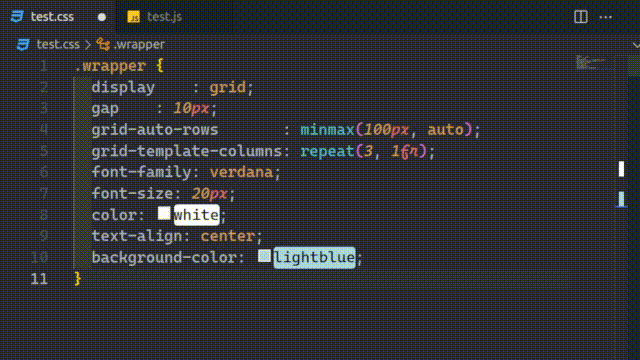 test.css ● JS test.js ···
test.css > .wrapper
1 .wrapper {
2 display    : grid;
3 gap    : 10px;
4 grid-auto-rows       : minmax(100px, auto);
5 grid-template-columns: repeat(3, 1fr);
6 font-family: verdana;
7 font-size: 20px;
8 color: white;
9 text-align: center;
10 background-color: lightblue;
11 }